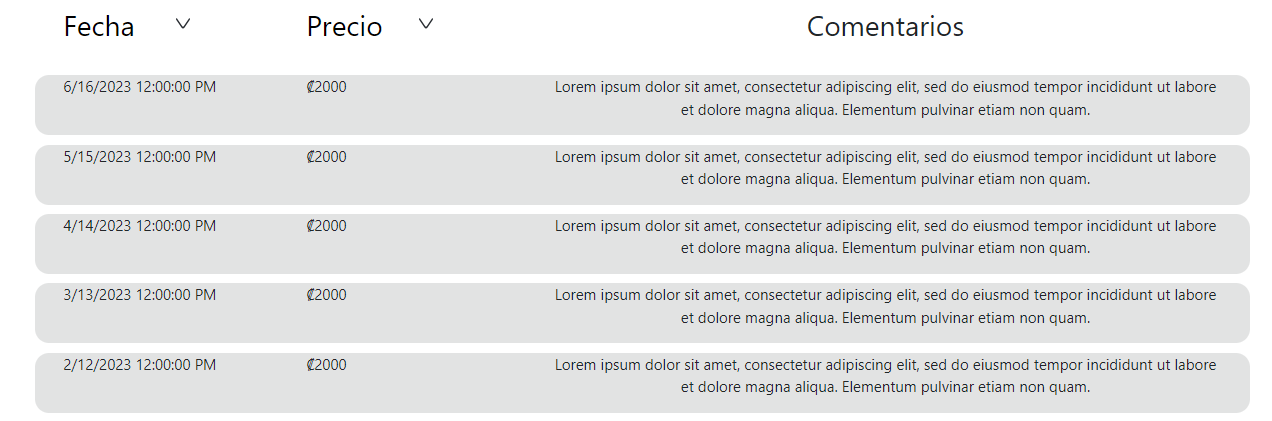 Fecha Precio Comentarios
6/16/2023 12:00:00 PM ₡2000 Lorem ipsum dolor sit amet, consectetur adipiscing elit, sed do eiusmod tempor incididunt ut labore
et dolore magna aliqua. Elementum pulvinar etiam non quam.
5/15/2023 12:00:00 PM ₡2000 Lorem ipsum dolor sit amet, consectetur adipiscing elit, sed do eiusmod tempor incididunt ut labore
et dolore magna aliqua. Elementum pulvinar etiam non quam.
4/14/2023 12:00:00 PM ₡2000 Lorem ipsum dolor sit amet, consectetur adipiscing elit, sed do eiusmod tempor incididunt ut labore
et dolore magna aliqua. Elementum pulvinar etiam non quam.
3/13/2023 12:00:00 PM ₡2000 Lorem ipsum dolor sit amet, consectetur adipiscing elit, sed do eiusmod tempor incididunt ut labore
et dolore magna aliqua. Elementum pulvinar etiam non quam.
2/12/2023 12:00:00 PM ₡2000 Lorem ipsum dolor sit amet, consectetur adipiscing elit, sed do eiusmod tempor incididunt ut labore
et dolore magna aliqua. Elementum pulvinar etiam non quam.